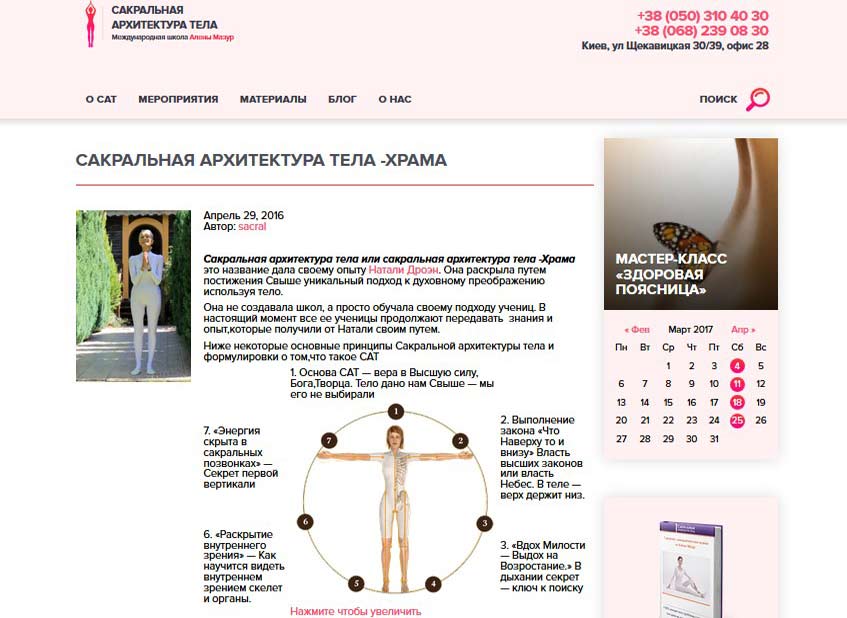 САКРАЛЬНАЯ
АРХИТЕКТУРА ТЕЛА
Международная школа Алены Мазур
+38 (050) 310 40 30
+38 (068) 239 08 30
Киев, ул Щекавицкая 30/39, офис 28
О САТ МЕРОПРИЯТИЯ МАТЕРИАЛЫ БЛОГ О НАС
ПОИСК
САКРАЛЬНАЯ АРХИТЕКТУРА ТЕЛА -ХРАМА
Апрель 29, 2016
Автор: sacral
Сакральная архитектура тела или сакральная архитектура тела -Храма
это название дала своему опыту Натали Дроэн. Она раскрыла путем
постижения Свыше уникальный подход к духовному преображению
используя тело.
Она не создавала школ, а просто обучала своему подходу учениц. В
настоящий момент все ее ученицы продолжают передавать знания и
опыт,которые получили от Натали своим путем.
Ниже некоторые основные принципы Сакральной архитектуры тела и
формулировки о том,что такое САТ
1. Основа САТ — вера в Высшую силу,
Бога,Творца. Тело дано нам Свыше — мы
его не выбирали
1
2
3
4
5
6
7
2. Выполнение
закона «Что
Наверху то и
внизу» Власть
высших законов
или власть
Небес. В теле —
верх держит низ.
3. «Вдох Милости
— Выдох на
Возростание.» В
дыхании секрет
— ключ к поиску
7. «Энергия
скрыта в
сакральных
позвонках» —
Секрет первой
вертикали
6. «Раскрытие
внутреннего
зрения» — Как
научится видеть
внутреннем
зрением скелет
и органы.
Нажмите чтобы увеличить
МАСТЕР-КЛАСС
«ЗДОРОВАЯ
ПОЯСНИЦА»
« Фев Март 2017 Апр »
Пн Вт Ср Чт Пт Сб Вс
1 2 3 4 5
6 7 8 9 10 11 12
13 14 15 16 17 18 19
20 21 22 23 24 25 26
27 28 29 30 31